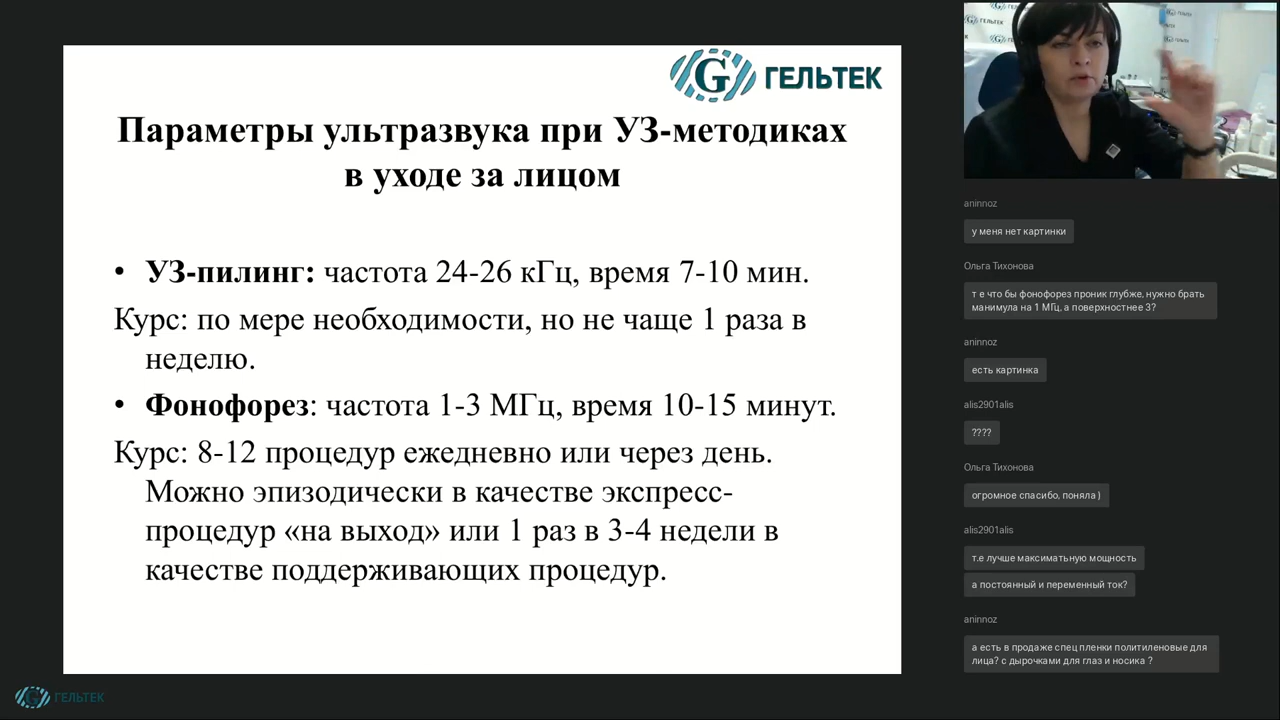 ГЕЛЬТЕК
Параметры ультразвука при УЗ-методиках
в уходе за лицом
• УЗ-пилинг: частота 24-26 кГц, время 7-10 мин.
Курс: по мере необходимости, но не чаще 1 раза в
неделю.
• Фонофорез: частота 1-3 МГц, время 10-15 минут.
Курс: 8-12 процедур ежедневно или через день.
Можно эпизодически в качестве экспресс-
процедур «на выход» или 1 раз в 3-4 недели в
качестве поддерживающих процедур.
ГЕЛЬТЕК
ГЕЛЬТЕК
aninnoz
у меня нет картинки
Ольга Тихонова
т е что бы фонофорез проник глубже, нужно брать
манимула на 1 МГц, а поверхностнее 3?
aninnoz
есть картинка
alis2901alis
????
Ольга Тихонова
огромное спасибо, поняла )
alis2901alis
т.е лучше максиматьную мощность
а постоянный и переменный ток?
aninnoz
а есть в продаже спец пленки политиленовые для
лица? с дырочками для глаз и носика ?